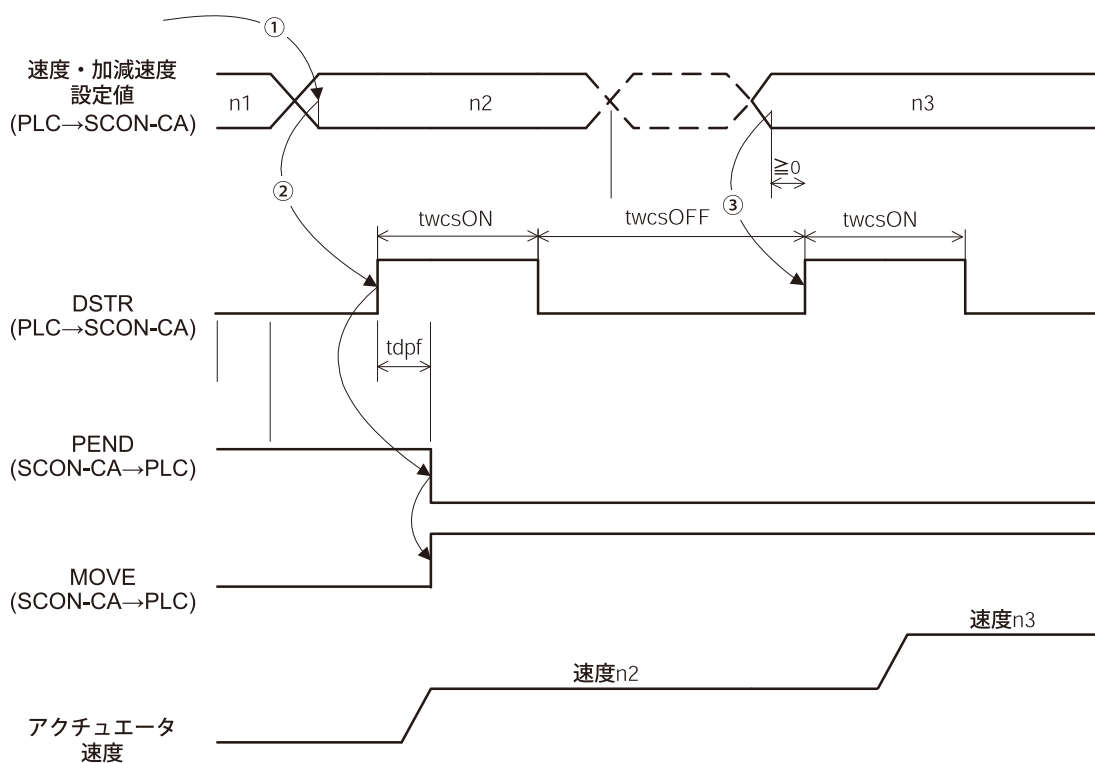 ①
速度・加減速度
設定値
(PLC→SCON-CA)
n1
n2
n3
②
③
≧0
twcsON
twcsOFF
twcsON
DSTR
(PLC→SCON-CA)
tdpf
PEND
(SCON-CA→PLC)
MOVE
(SCON-CA→PLC)
速度n3
速度n2
アクチュエータ
速度